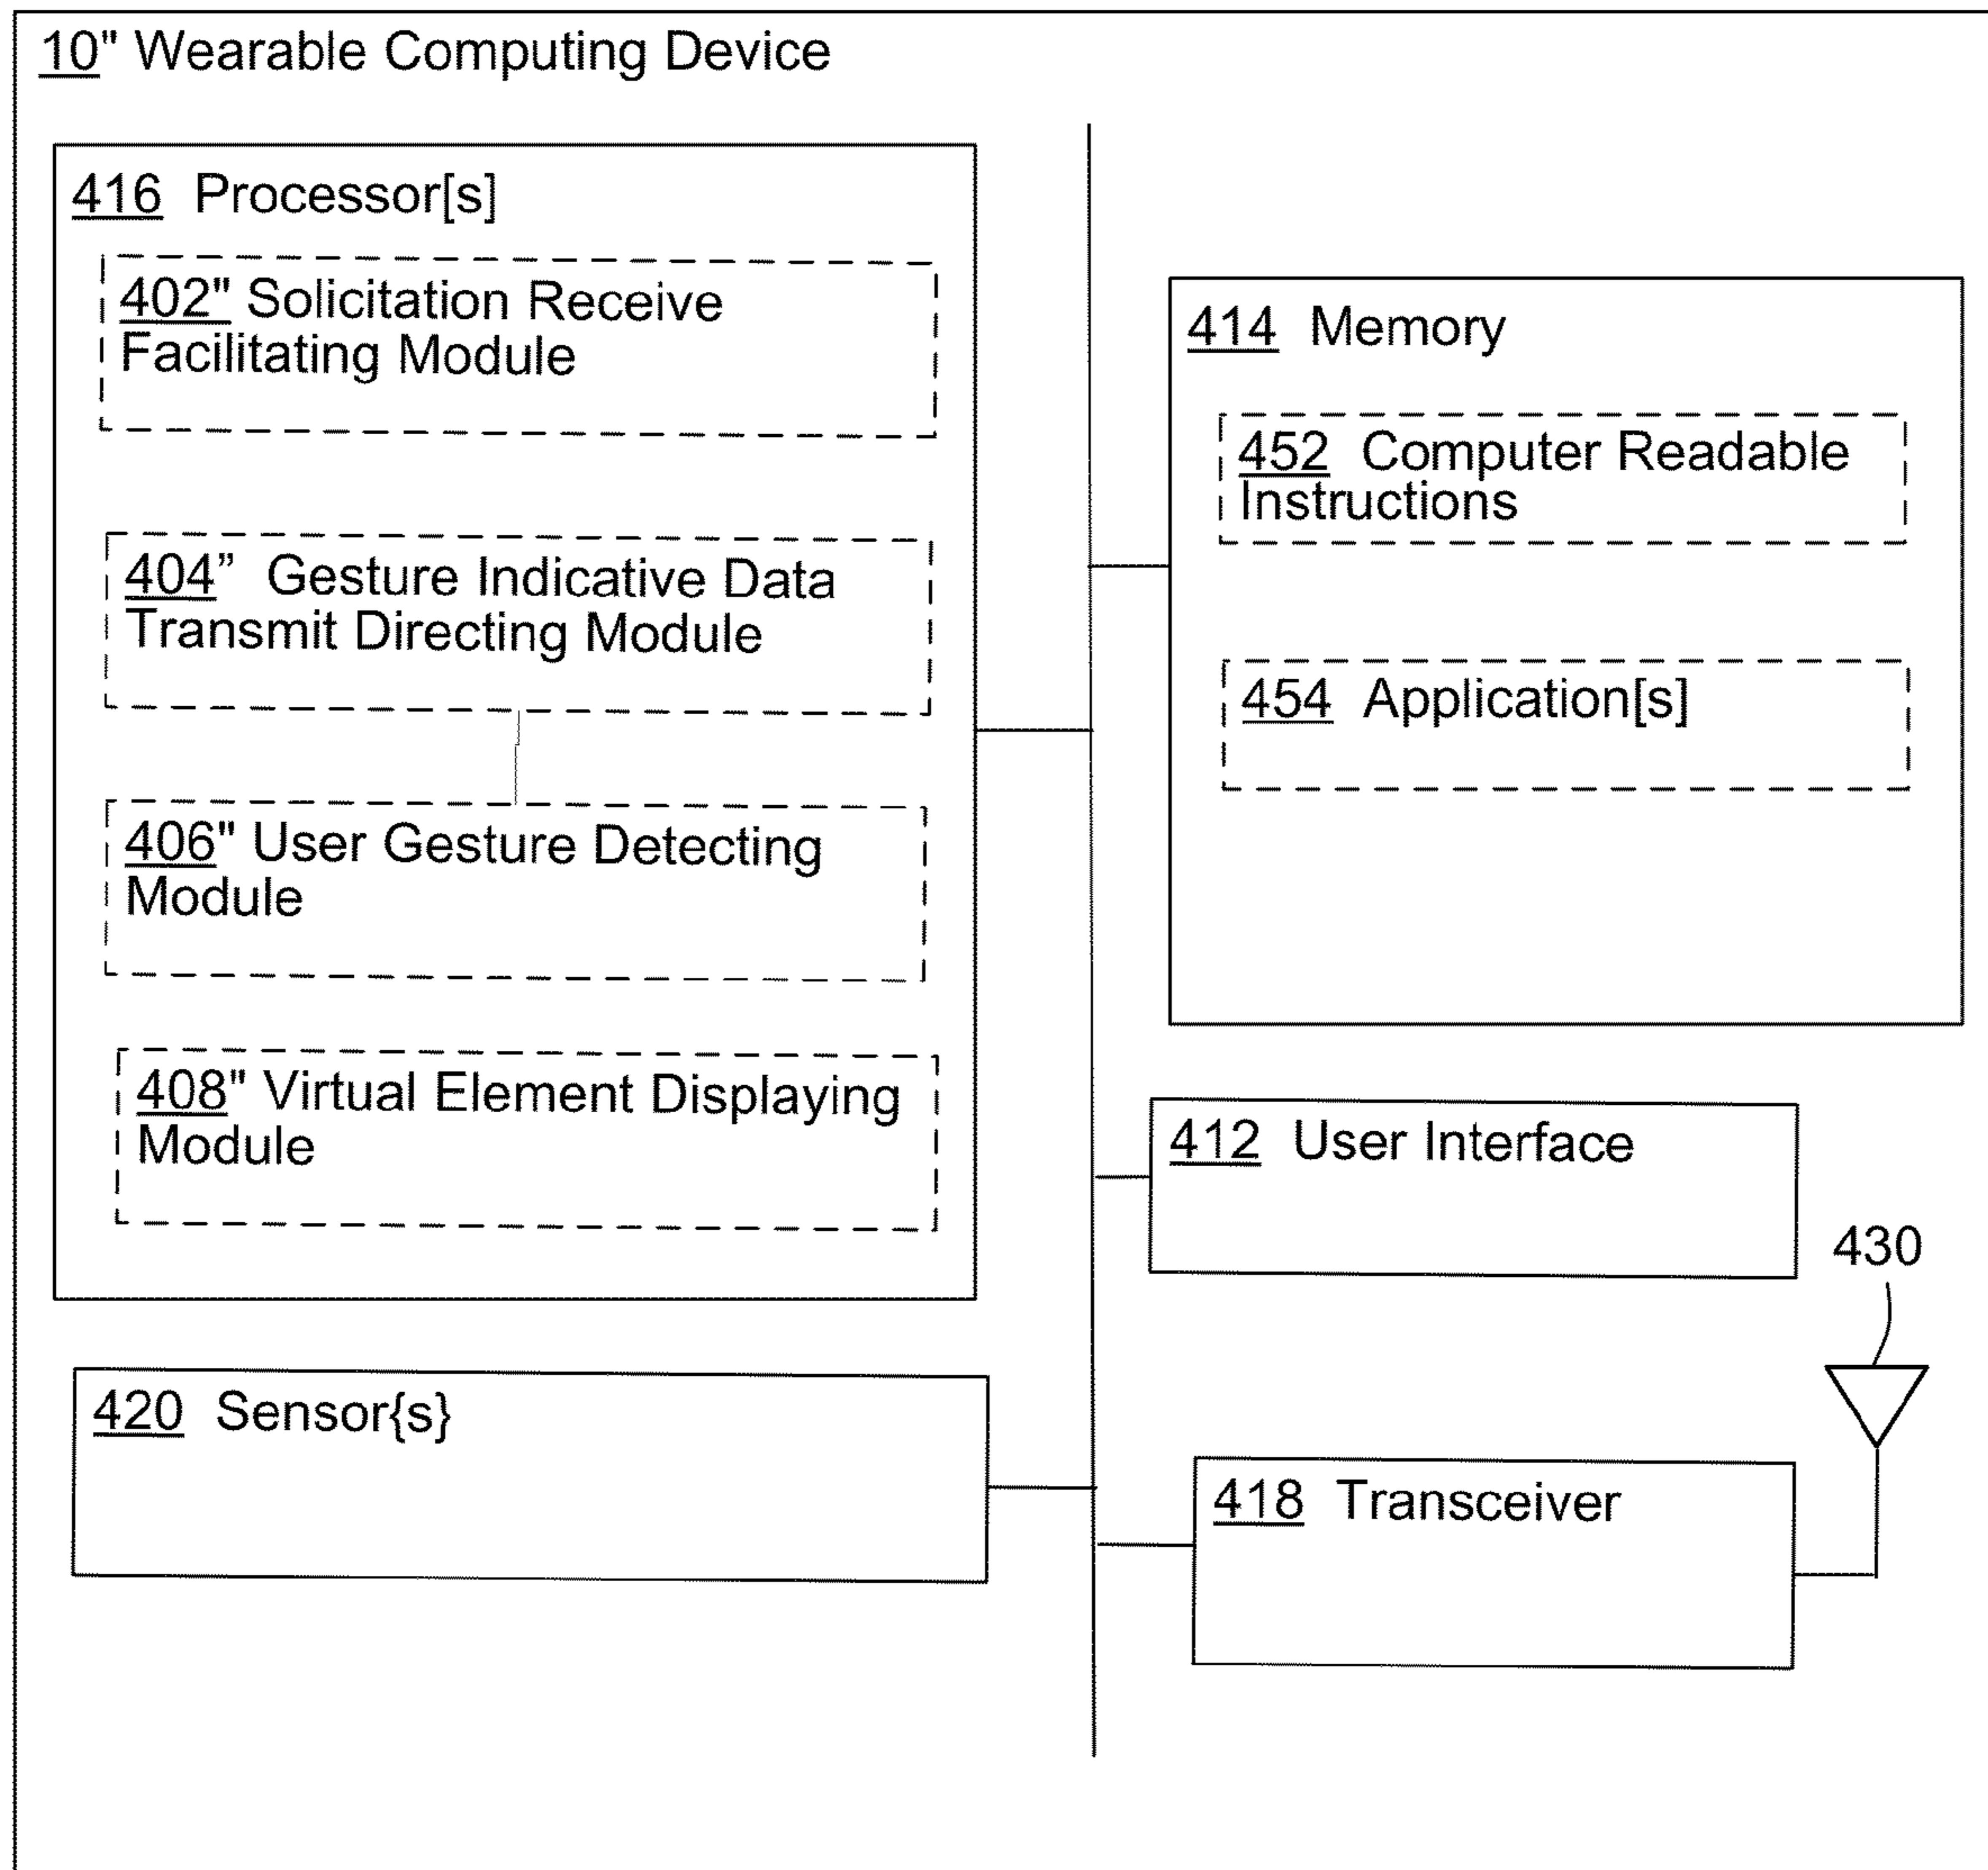 10" Wearable Computing Device
416 Processor[s]
402" Solicitation Receive
Facilitating Module
404” Gesture Indicative Data
Transmit Directing Module
406" User Gesture Detecting
Module
408" Virtual Element Displaying
Module
420 Sensor{s}
414 Memory
452 Computer Readable
Instructions
454 Application[s]
412 User Interface
430
418 Transceiver